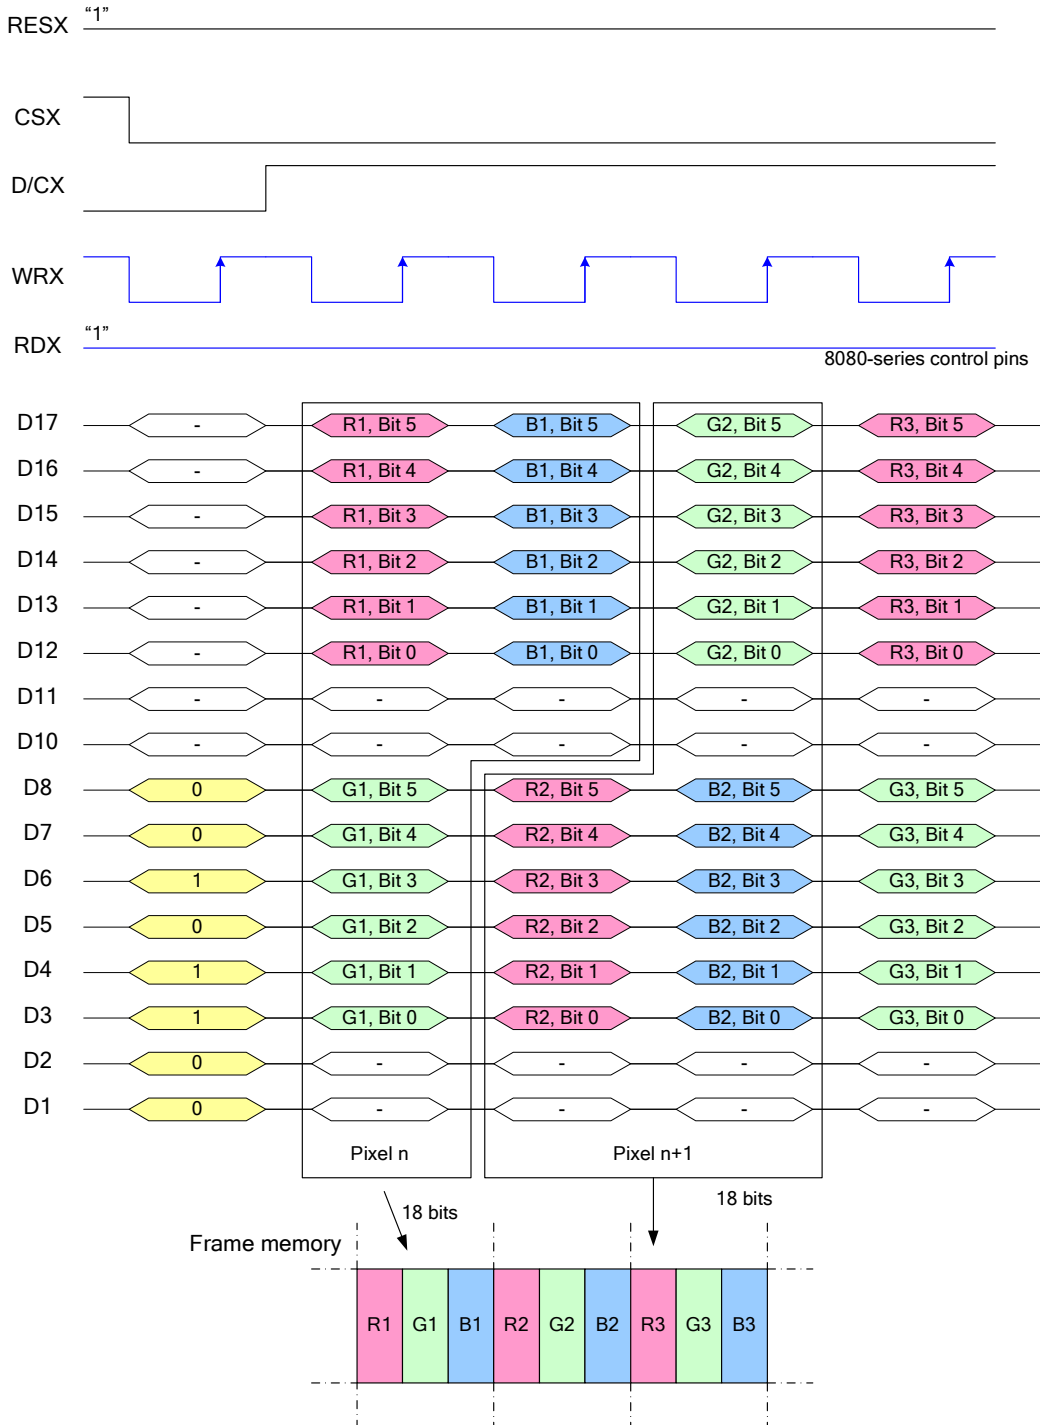 RESX “1”
CSX
D/CX
WRX
RDX “1”
8080-series control pins
D17 - R1, Bit 5 B1, Bit 5 G2, Bit 5 R3, Bit 5
D16 - R1, Bit 4 B1, Bit 4 G2, Bit 4 R3, Bit 4
D15 - R1, Bit 3 B1, Bit 3 G2, Bit 3 R3, Bit 3
D14 - R1, Bit 2 B1, Bit 2 G2, Bit 2 R3, Bit 2
D13 - R1, Bit 1 B1, Bit 1 G2, Bit 1 R3, Bit 1
D12 - R1, Bit 0 B1, Bit 0 G2, Bit 0 R3, Bit 0
D11 - - - - -
D10 - - - - -
D8 0 G1, Bit 5 R2, Bit 5 B2, Bit 5 G3, Bit 5
D7 0 G1, Bit 4 R2, Bit 4 B2, Bit 4 G3, Bit 4
D6 1 G1, Bit 3 R2, Bit 3 B2, Bit 3 G3, Bit 3
D5 0 G1, Bit 2 R2, Bit 2 B2, Bit 2 G3, Bit 2
D4 1 G1, Bit 1 R2, Bit 1 B2, Bit 1 G3, Bit 1
D3 1 G1, Bit 0 R2, Bit 0 B2, Bit 0 G3, Bit 0
D2 0 - - - -
D1 0 - - - -
Pixel n Pixel n+1
18 bits 18 bits
Frame memory
R1 G1 B1 R2 G2 B2 R3 G3 B3